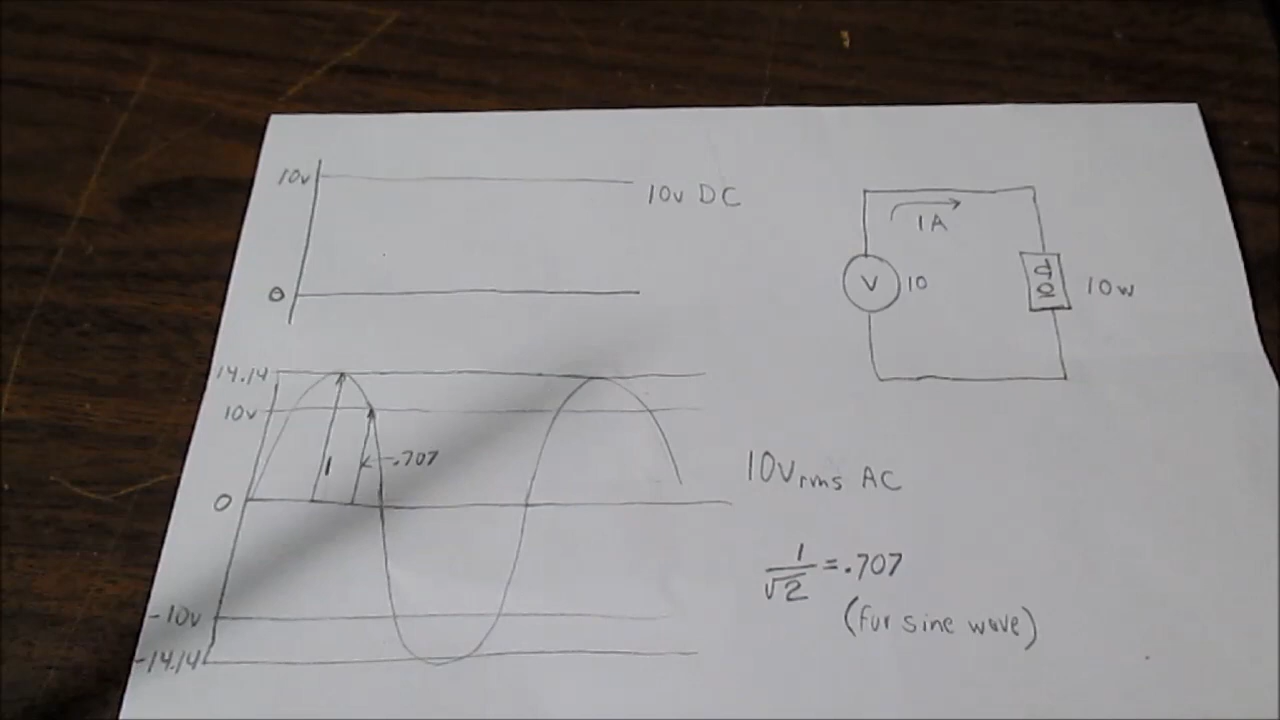 10v
10v DC
0
1A
V
10
10Ω
10w
14.14
10v
1
.707
0
-10v
-14.14
10Vrms AC
1/√2 = .707
(for sine wave)